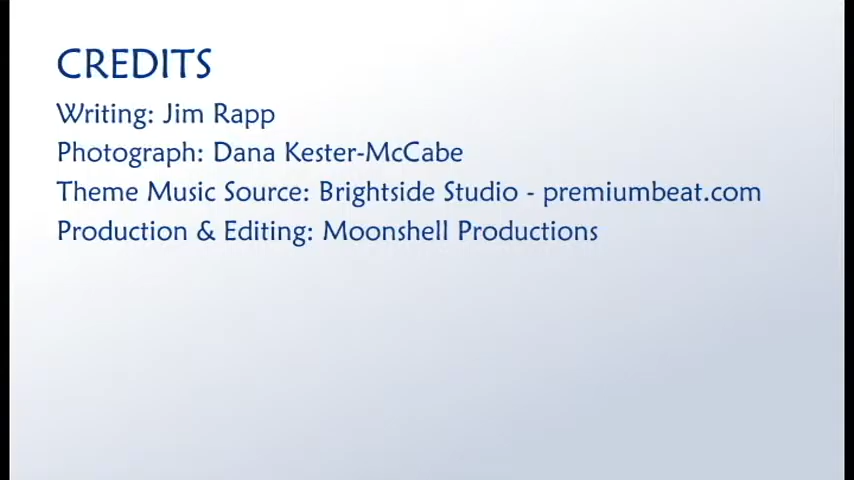 CREDITS
Writing: Jim Rapp
Photograph: Dana Kester-McCabe
Theme Music Source: Brightside Studio - premiumbeat.com
Production & Editing: Moonshell Productions